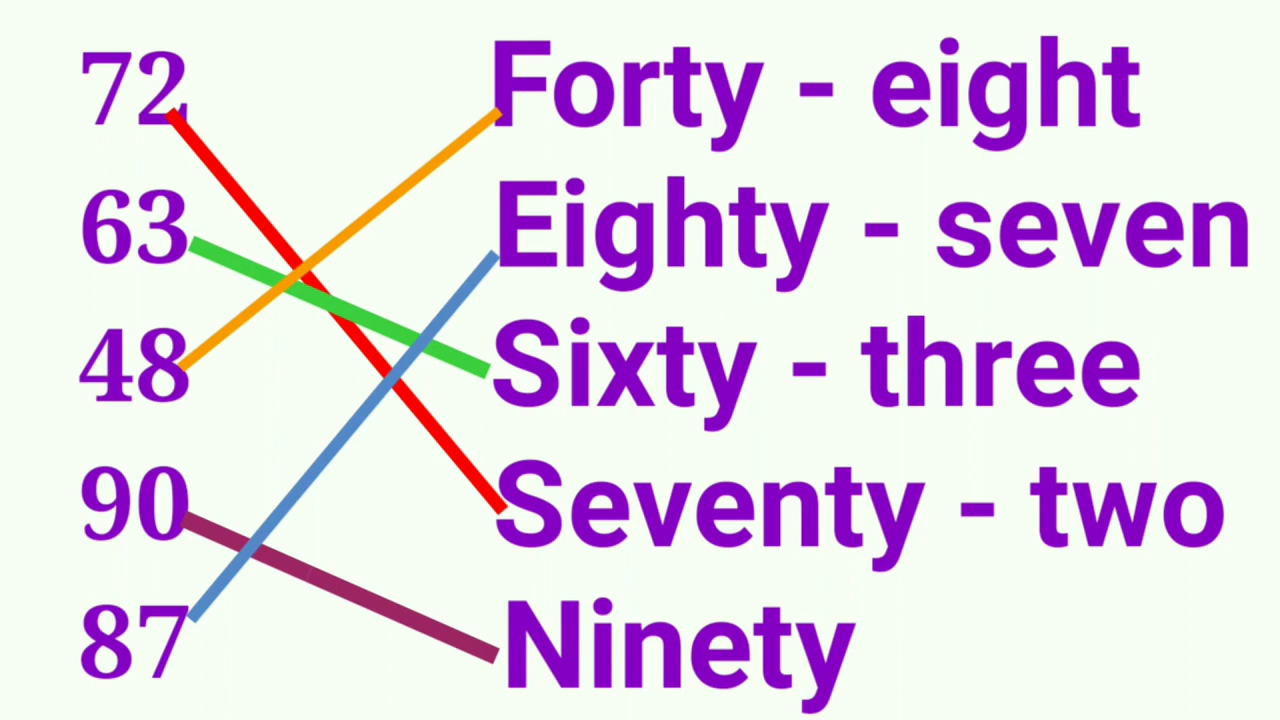 72 Forty - eight
63 Eighty - seven
48 Sixty - three
90 Seventy - two
87 Ninety